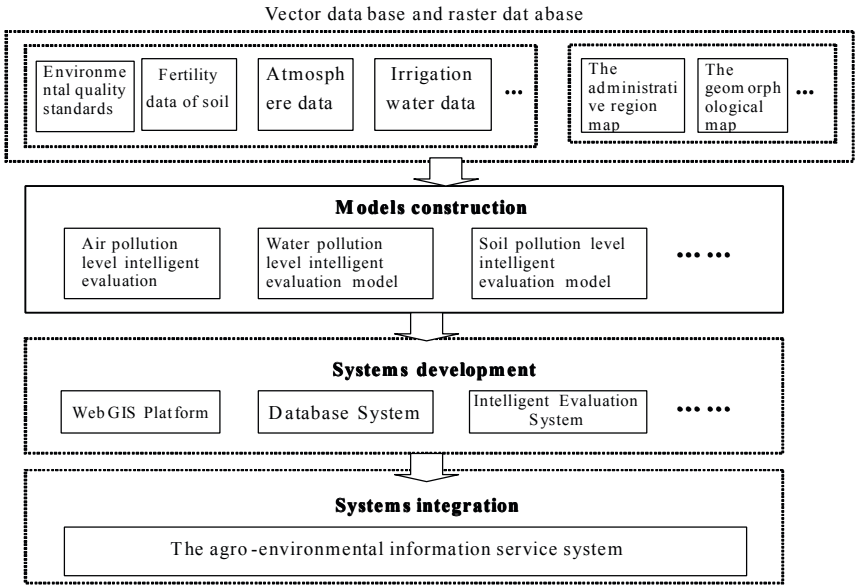 Vector data base and raster dat abase
Environme
ntal quality
standards
Fertility
data of soil
Atmosph
ere data
Irrigation
water data
...
The
administrati
ve region
map
The
geom orph
ological
map
...
Models construction
Air pollution
level intelligent
evaluation
Water pollution
level intelligent
evaluation model
Soil pollution level
intelligent
evaluation model
... ...
Systems development
Web GIS Platform
Database System
Intelligent Evaluation
System
... ...
Systems integration
The agro-environmental information service system